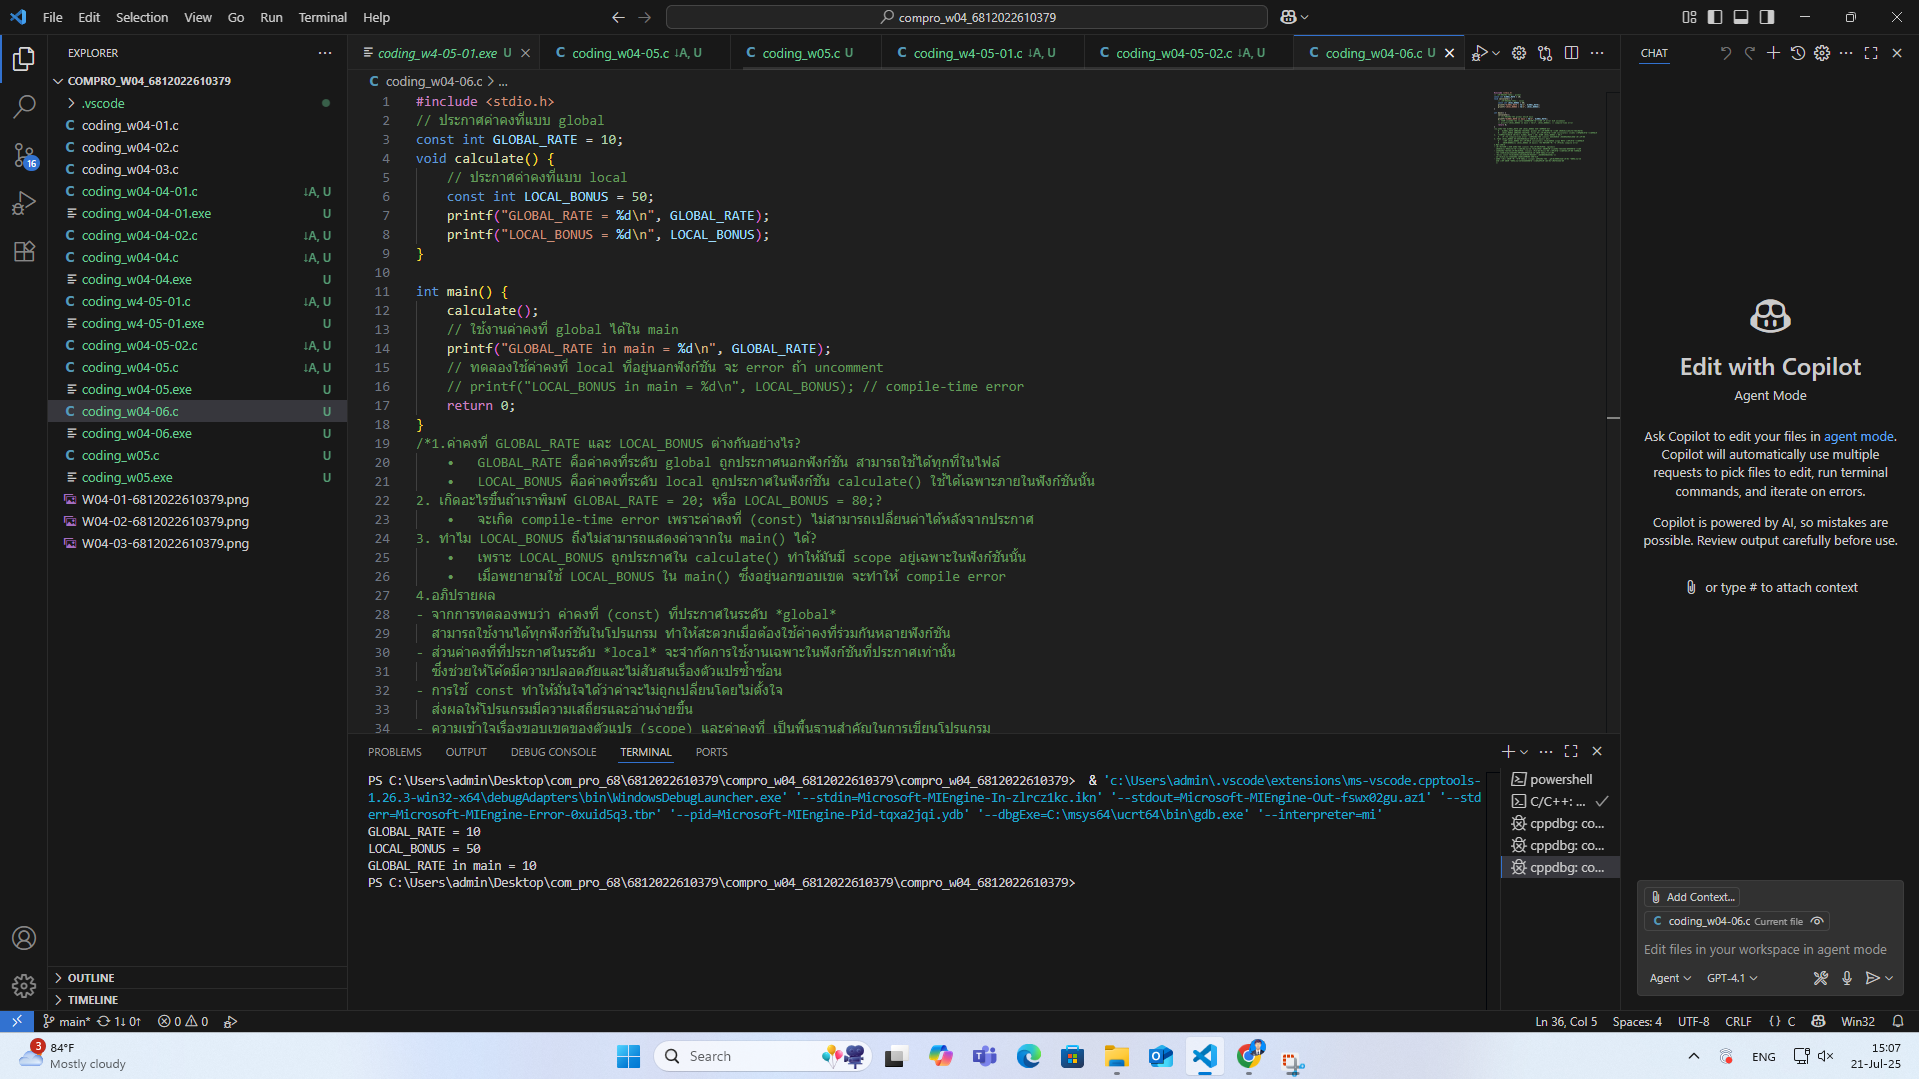 File Edit Selection View Go Run Terminal Help
compro_w04_6812022610379
EXPLORER
COMPRO_W04_6812022610379
.vscode
coding_w04-01.c
coding_w04-02.c
coding_w04-03.c
coding_w04-04-01.c ↓A, U
coding_w04-04-01.exe U
coding_w04-04-02.c ↓A, U
coding_w04-04.c ↓A, U
coding_w04-04.exe U
coding_w4-05-01.c ↓A, U
coding_w4-05-01.exe U
coding_w04-05-02.c ↓A, U
coding_w04-05.c ↓A, U
coding_w04-05.exe U
coding_w04-06.c U
coding_w04-06.exe U
coding_w05.c U
coding_w05.exe U
W04-01-6812022610379.png
W04-02-6812022610379.png
W04-03-6812022610379.png
OUTLINE
TIMELINE
16
coding_w4-05-01.exe U
coding_w04-05.c ↓A, U
coding_w05.c U
coding_w4-05-01.c ↓A, U
coding_w04-05-02.c ↓A, U
coding_w04-06.c U
coding_w04-06.c > ...
1 #include <stdio.h>
2 // ประกาศค่าคงที่แบบ global
3 const int GLOBAL_RATE = 10;
4 void calculate() {
5 // ประกาศค่าคงที่แบบ local
6 const int LOCAL_BONUS = 50;
7 printf("GLOBAL_RATE = %d\n", GLOBAL_RATE);
8 printf("LOCAL_BONUS = %d\n", LOCAL_BONUS);
9 }
10
11 int main() {
12 calculate();
13 // ใช้งานค่าคงที่ global ได้ใน main
14 printf("GLOBAL_RATE in main = %d\n", GLOBAL_RATE);
15 // ทดลองใช้ค่าคงที่ local ที่อยู่นอกฟังก์ชัน จะ error ถ้า uncomment
16 // printf("LOCAL_BONUS in main = %d\n", LOCAL_BONUS); // compile-time error
17 return 0;
18 }
19 /*1.ค่าคงที่ GLOBAL_RATE และ LOCAL_BONUS ต่างกันอย่างไร?
20 • GLOBAL_RATE คือค่าคงที่ระดับ global ถูกประกาศนอกฟังก์ชัน สามารถใช้ได้ทุกที่ในไฟล์
21 • LOCAL_BONUS คือค่าคงที่ระดับ local ถูกประกาศในฟังก์ชัน calculate() ใช้ได้เฉพาะภายในฟังก์ชันนั้น
22 2. เกิดอะไรขึ้นถ้าเราพิมพ์ GLOBAL_RATE = 20; หรือ LOCAL_BONUS = 80;?
23 • จะเกิด compile-time error เพราะค่าคงที่ (const) ไม่สามารถเปลี่ยนค่าได้หลังจากประกาศ
24 3. ทำไม LOCAL_BONUS ถึงไม่สามารถแสดงค่าจากใน main() ได้?
25 • เพราะ LOCAL_BONUS ถูกประกาศใน calculate() ทำให้มันมี scope อยู่เฉพาะในฟังก์ชันนั้น
26 • เมื่อพยายามใช้ LOCAL_BONUS ใน main() ซึ่งอยู่นอกขอบเขต จะทำให้ compile error
27 4.อภิปรายผล
28 - จากการทดลองพบว่า ค่าคงที่ (const) ที่ประกาศในระดับ *global*
29 สามารถใช้งานได้ทุกฟังก์ชันในโปรแกรม ทำให้สะดวกเมื่อต้องใช้ค่าคงที่ร่วมกันหลายฟังก์ชัน
30 - ส่วนค่าคงที่ที่ประกาศในระดับ *local* จะจำกัดการใช้งานเฉพาะในฟังก์ชันที่ประกาศเท่านั้น
31 ซึ่งช่วยให้โค้ดมีความปลอดภัยและไม่สับสนเรื่องตัวแปรซ้ำซ้อน
32 - การใช้ const ทำให้มั่นใจได้ว่าค่าจะไม่ถูกเปลี่ยนโดยไม่ตั้งใจ
33 ส่งผลให้โปรแกรมมีความเสถียรและอ่านง่ายขึ้น
34 - ความเข้าใจเรื่องขอบเขตของตัวแปร (scope) และค่าคงที่ เป็นพื้นฐานสำคัญในการเขียนโปรแกรม
PROBLEMS OUTPUT DEBUG CONSOLE TERMINAL PORTS
PS C:\Users\admin\Desktop\com_pro_68\6812022610379\compro_w04_6812022610379\compro_w04_6812022610379> & 'c:\Users\admin\.vscode\extensions\ms-vscode.cpptools-
1.26.3-win32-x64\debugAdapters\bin\WindowsDebugLauncher.exe' '--stdin=Microsoft-MIEngine-In-zlrcz1kc.ikn' '--stdout=Microsoft-MIEngine-Out-fswx02gu.az1' '--std
err=Microsoft-MIEngine-Error-0xuid5q3.tbr' '--pid=Microsoft-MIEngine-Pid-tqxa2jqi.ydb' '--dbgExe=C:\msys64\ucrt64\bin\gdb.exe' '--interpreter=mi'
GLOBAL_RATE = 10
LOCAL_BONUS = 50
GLOBAL_RATE in main = 10
PS C:\Users\admin\Desktop\com_pro_68\6812022610379\compro_w04_6812022610379\compro_w04_6812022610379>
powershell
C/C++: ...
cppdbg: co...
cppdbg: co...
cppdbg: co...
CHAT
Edit with Copilot
Agent Mode
Ask Copilot to edit your files in agent mode.
Copilot will automatically use multiple
requests to pick files to edit, run terminal
commands, and iterate on errors.
Copilot is powered by AI, so mistakes are
possible. Review output carefully before use.
or type # to attach context
Add Context...
coding_w04-06.c Current file
Edit files in your workspace in agent mode
Agent GPT-4.1
main* 1↓ 0↑ 0 0
Ln 36, Col 5 Spaces: 4 UTF-8 CRLF {} C Win32
3
84°F
Mostly cloudy
Search
ENG
15:07
21-Jul-25